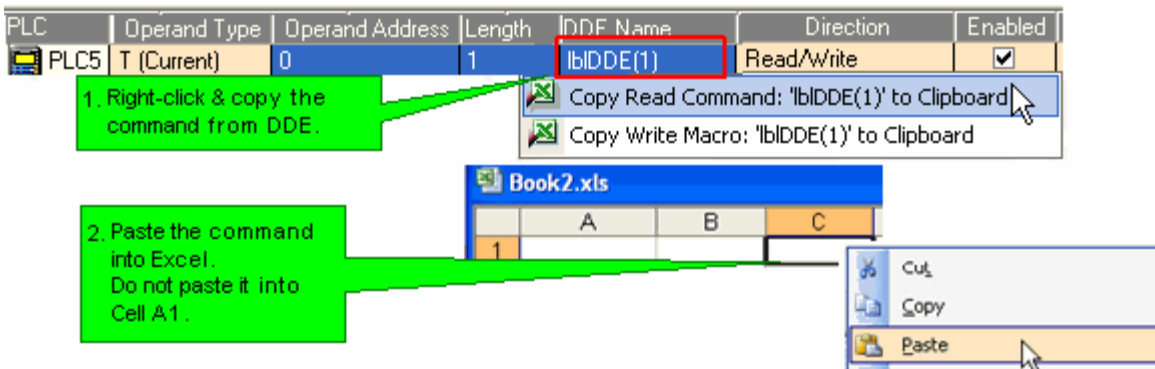 PLC Operand Type Operand Address Length DDE Name Direction Enabled
PLC5 T (Current) 0 1 lblDDE(1) Read/Write
1. Right-click & copy the
command from DDE.
Copy Read Command: 'lblDDE(1)' to Clipboard
Copy Write Macro: 'lblDDE(1)' to Clipboard
Book2.xls
A B C
1
2. Paste the command
into Excel.
Do not paste it into
Cell A1.
Cut
Copy
Paste